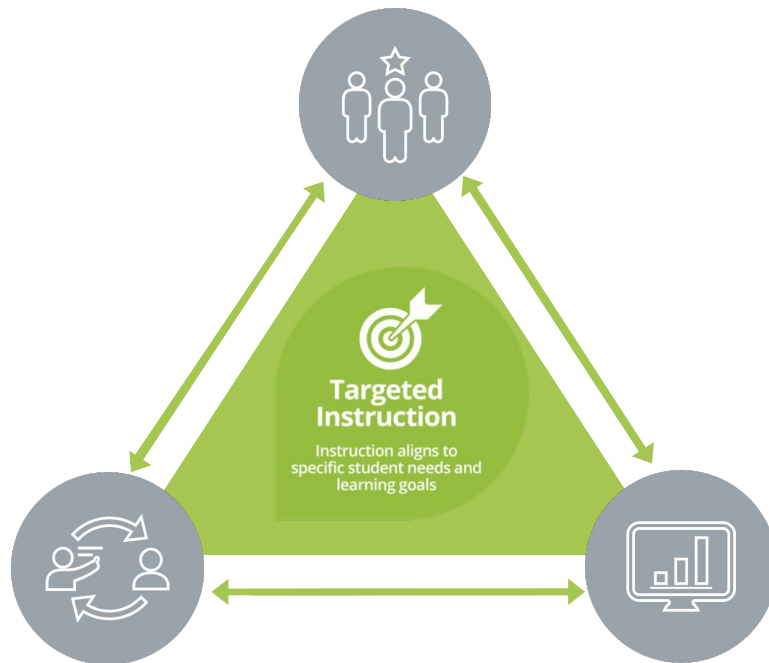 Targeted
Instruction
Instruction aligns to
specific student needs and
learning goals